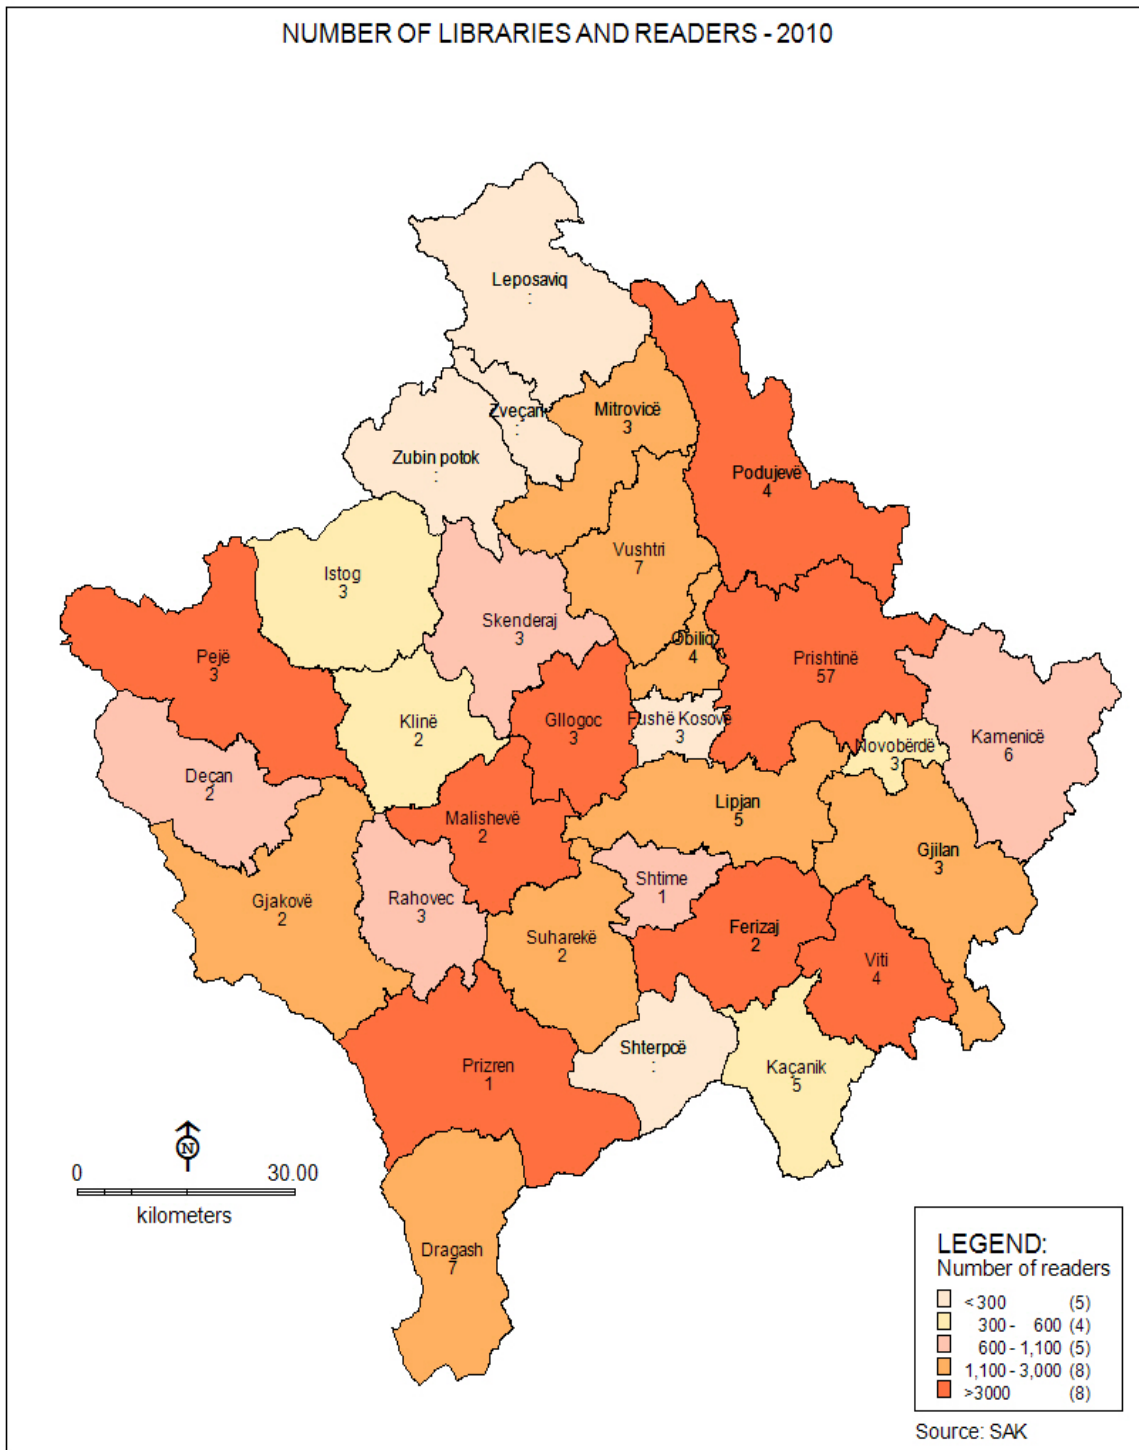 NUMBER OF LIBRARIES AND READERS - 2010
Leposaviq
:
Zveçan
:
Mitrovicë
3
Zubin potok
:
Podujevë
4
Vushtri
7
Istog
3
Skenderaj
3
Obiliq
4
Pejë
3
Prishtinë
57
Klinë
2
Gllogoc
3
Fushë Kosovë
3
Novobërdë
3
Kamenicë
6
Deçan
2
Lipjan
5
Malishevë
2
Gjilan
3
Shtime
1
Gjakovë
2
Rahovec
3
Ferizaj
2
Suharekë
2
Viti
4
Shterpcë
:
Prizren
1
Kaçanik
5
Dragash
7
N
0 30.00
kilometers
LEGEND:
Number of readers
< 300 (5)
300 - 600 (4)
600 - 1,100 (5)
1,100 - 3,000 (8)
>3000 (8)
Source: SAK